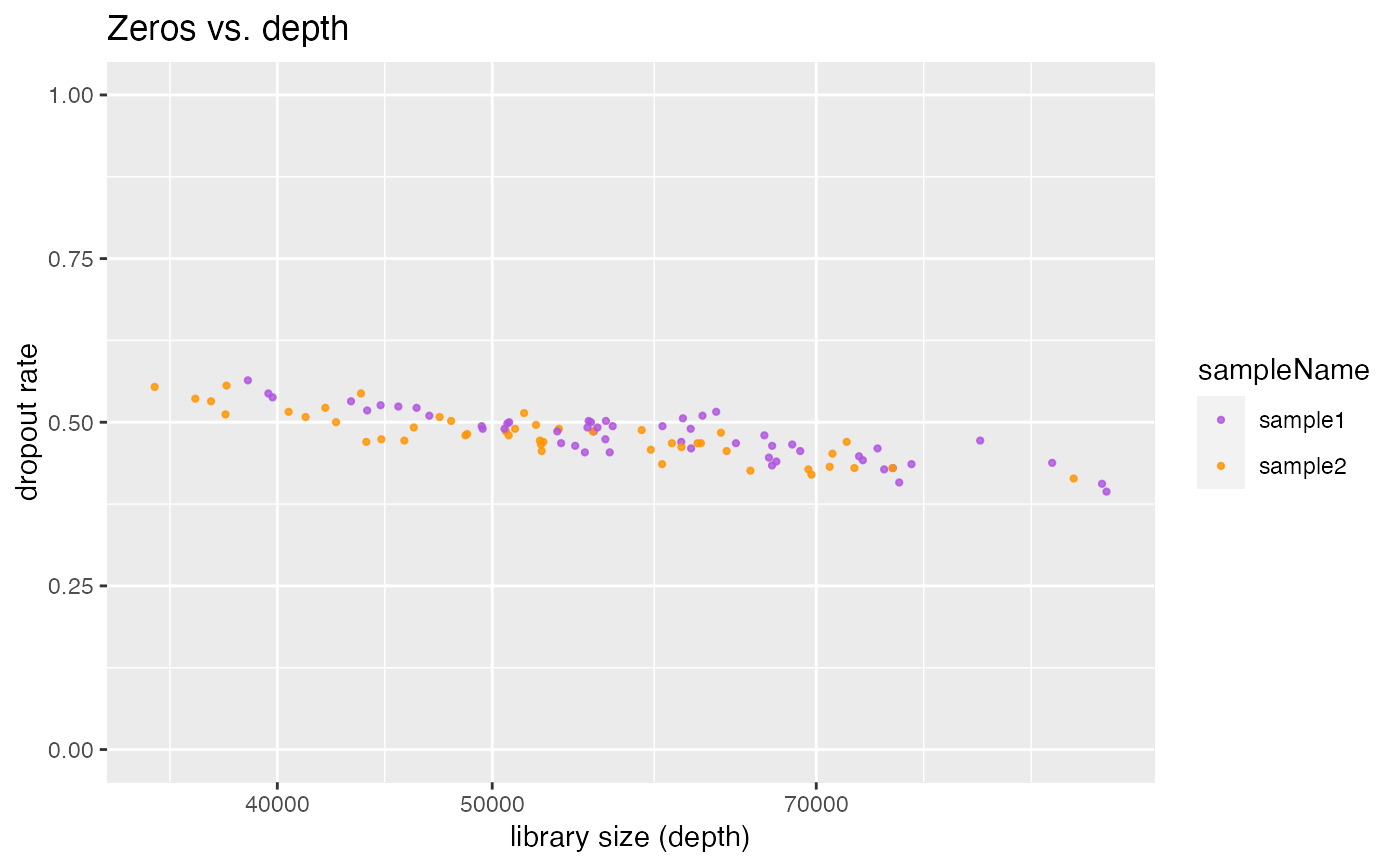 Zeros vs. depth
1.00
0.75
0.50
0.25
0.00
dropout rate
40000 50000 70000
library size (depth)
sampleName
sample1
sample2